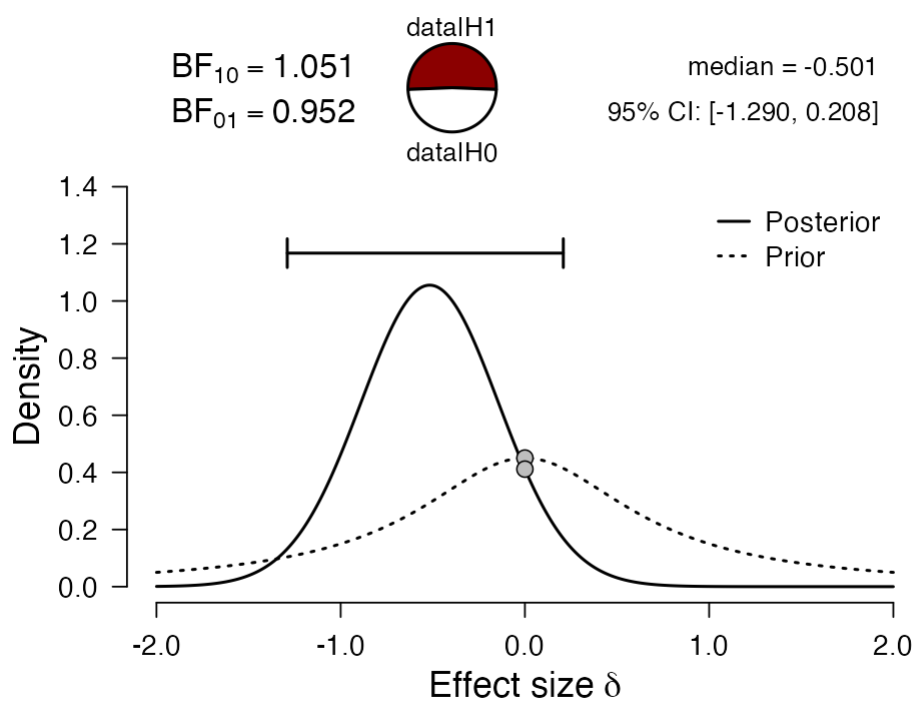 data|H1
BF₁₀ = 1.051
median = -0.501
BF₀₁ = 0.952
95% CI: [-1.290, 0.208]
data|H0
1.4
1.2
1.0
0.8
0.6
0.4
0.2
0.0
Density
Posterior
Prior
-2.0 -1.0 0.0 1.0 2.0
Effect size δ